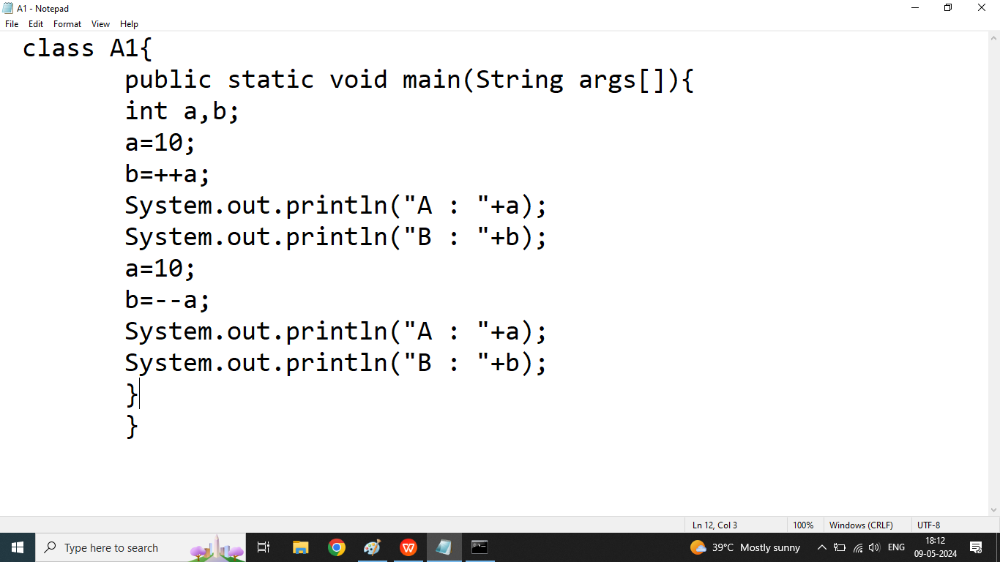 A1 - Notepad
File Edit Format View Help
class A1{
public static void main(String args[]){
int a,b;
a=10;
b=++a;
System.out.println("A : "+a);
System.out.println("B : "+b);
a=10;
b=--a;
System.out.println("A : "+a);
System.out.println("B : "+b);
}
}
Ln 12, Col 3 100% Windows (CRLF) UTF-8
Type here to search W 39°C Mostly sunny ENG 18:12
09-05-2024